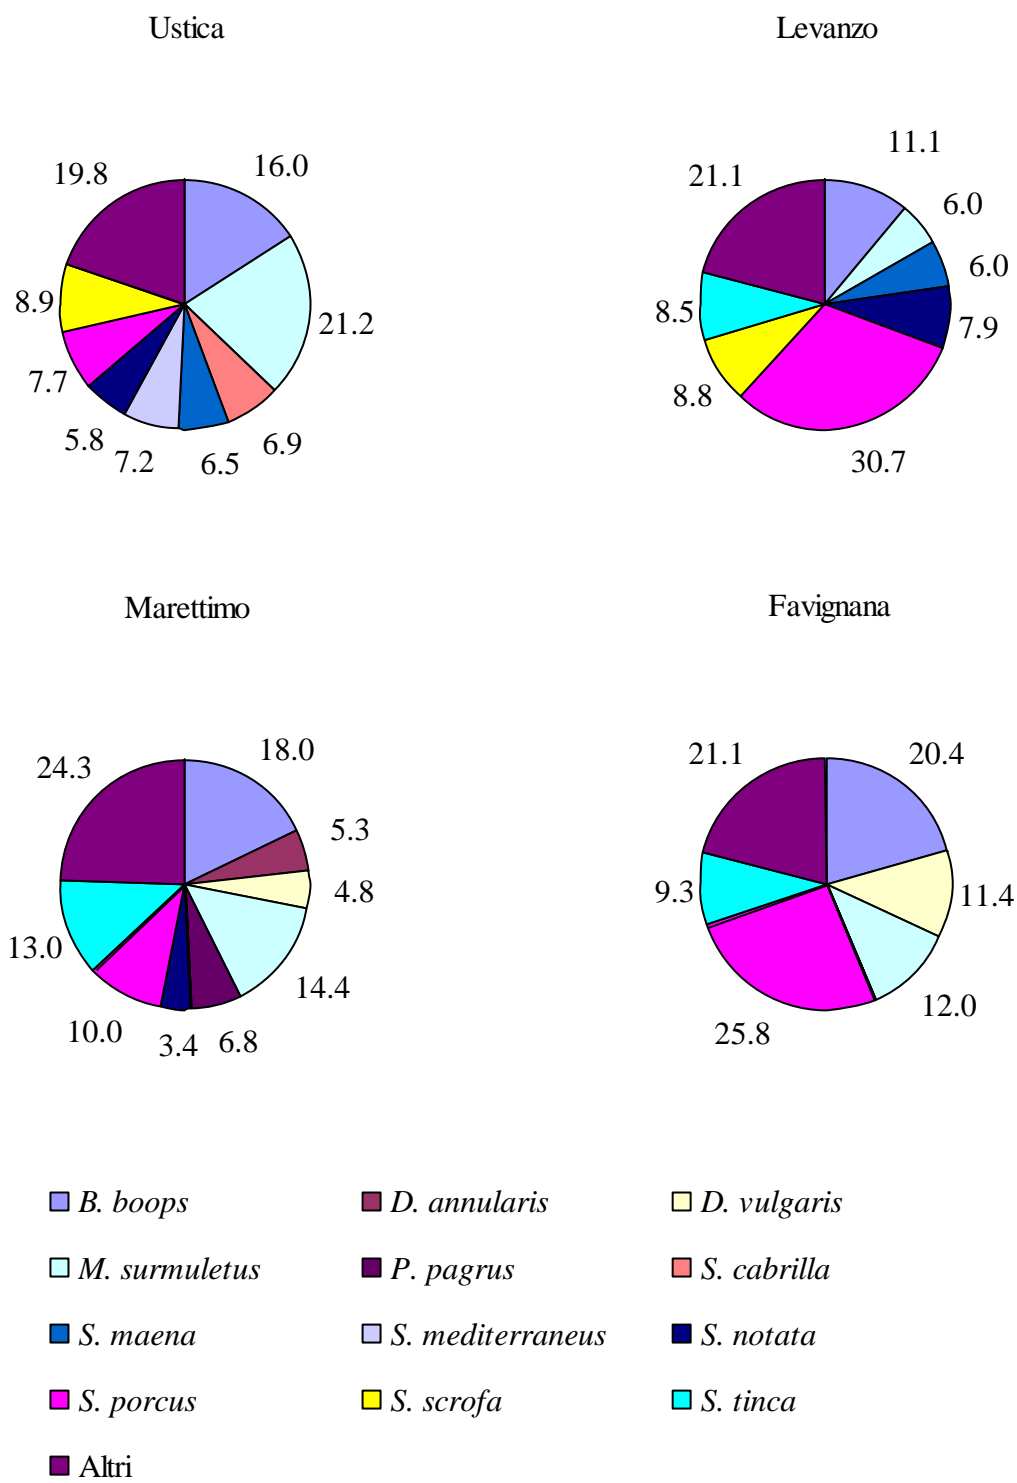 Ustica
16.0
21.2
6.9
6.5
7.2
5.8
7.7
8.9
19.8
Levanzo
11.1
6.0
6.0
7.9
30.7
8.8
8.5
21.1
Marettimo
18.0
5.3
4.8
14.4
6.8
3.4
10.0
13.0
24.3
Favignana
20.4
11.4
12.0
25.8
9.3
21.1
B. boops
D. annularis
D. vulgaris
M. surmuletus
P. pagrus
S. cabrilla
S. maena
S. mediterraneus
S. notata
S. porcus
S. scrofa
S. tinca
Altri